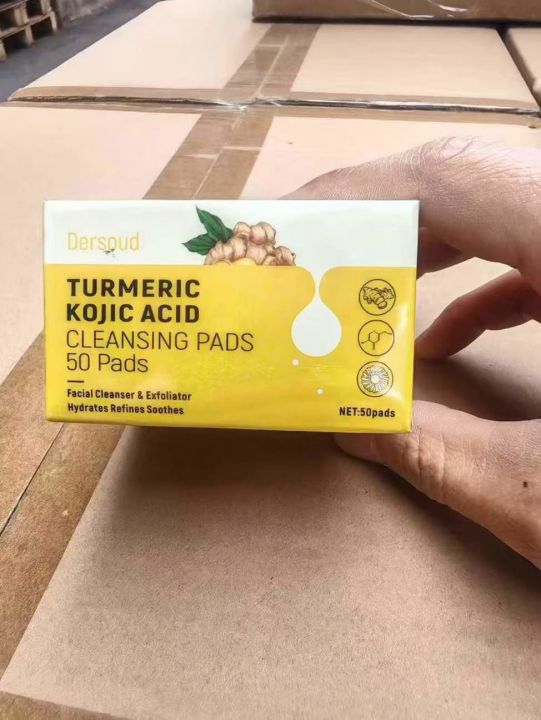 Dersoud
TURMERIC
KOJIC ACID
CLEANSING PADS
50 Pads
Facial Cleanser & Exfoliator
Hydrates Refines Soothes
NET:50pads